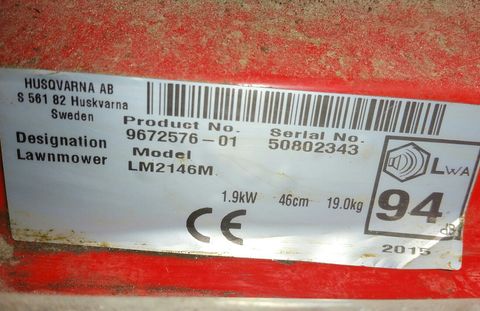 HUSQVARNA AB
S 561 82 Huskvarna
Sweden
Product No. Serial No.
Designation 9672576-01 50802343
Lawnmower Model
LM2146M
1.9kW 46cm 19.0kg
CE
LWA
94
dB
2015